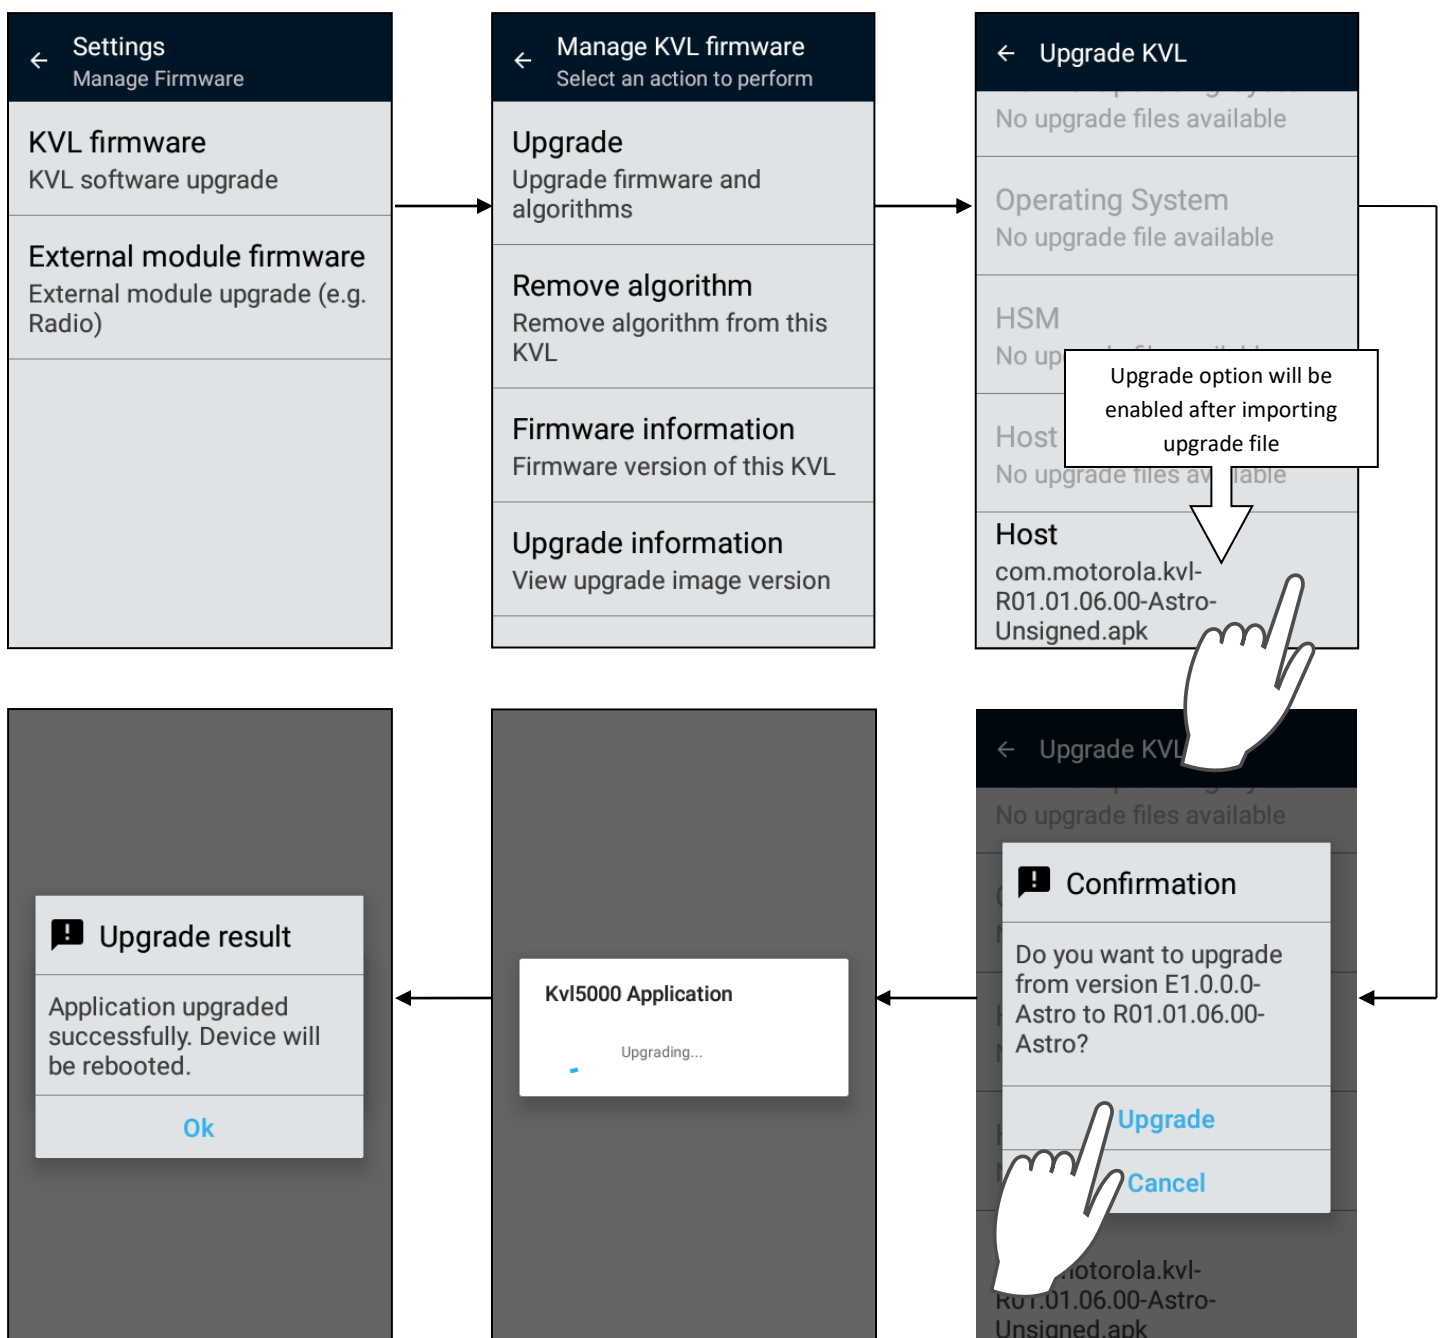 Settings
Manage Firmware
KVL firmware
KVL software upgrade
External module firmware
External module upgrade (e.g.
Radio)
Manage KVL firmware
Select an action to perform
Upgrade
Upgrade firmware and
algorithms
Remove algorithm
Remove algorithm from this
KVL
Firmware information
Firmware version of this KVL
Upgrade information
View upgrade image version
Upgrade KVL
No upgrade files available
Operating System
No upgrade file available
HSM
No
Upgrade option will be
enabled after importing
upgrade file
Host
No upgrade files
Host
com.motorola.kvl-
R01.01.06.00-Astro-
Unsigned.apk
Upgrade KVL
No upgrade files available
Confirmation
Do you want to upgrade
from version E1.0.0.0-
Astro to R01.01.06.00-
Astro?
Upgrade
Cancel
R01.01.06.00-Astro-
Unsigned.apk
Kvl5000 Application
Upgrading...
Upgrade result
Application upgraded
successfully. Device will
be rebooted.
Ok